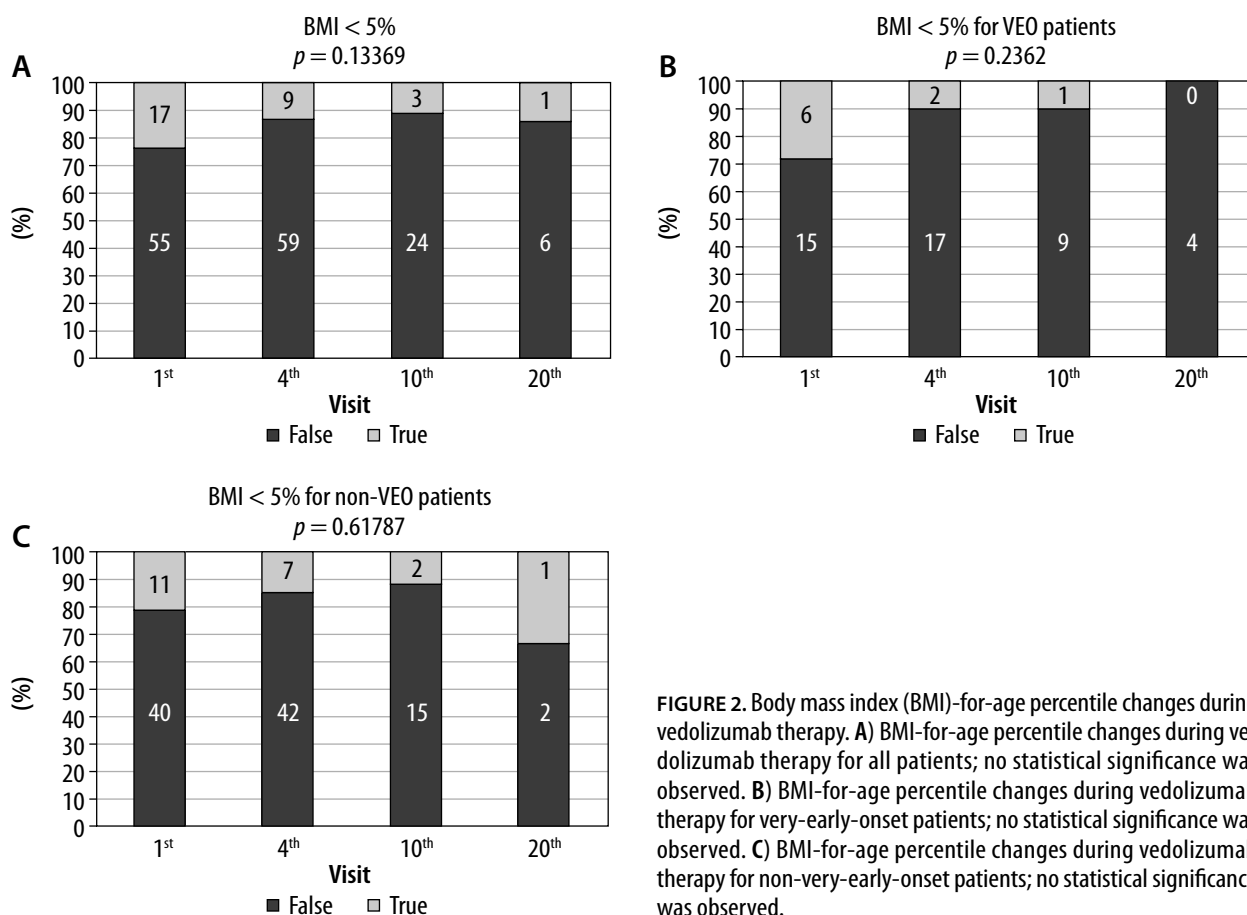 BMI < 5%
p = 0.13369
A
100
90
80
70
60
50
40
30
20
10
0
(%)
17
9
3
1
55
59
24
6
1st
4th
10th
20th
Visit
False
True
BMI < 5% for VEO patients
p = 0.2362
B
100
90
80
70
60
50
40
30
20
10
0
(%)
6
2
1
0
15
17
9
4
1st
4th
10th
20th
Visit
False
True
BMI < 5% for non-VEO patients
p = 0.61787
C
100
90
80
70
60
50
40
30
20
10
0
(%)
11
7
2
1
40
42
15
2
1st
4th
10th
20th
Visit
False
True
FIGURE 2. Body mass index (BMI)-for-age percentile changes durin
vedolizumab therapy. A) BMI-for-age percentile changes during ve
dolizumab therapy for all patients; no statistical significance wa
observed. B) BMI-for-age percentile changes during vedolizuma
therapy for very-early-onset patients; no statistical significance wa
observed. C) BMI-for-age percentile changes during vedolizuma
therapy for non-very-early-onset patients; no statistical significanc
was observed.